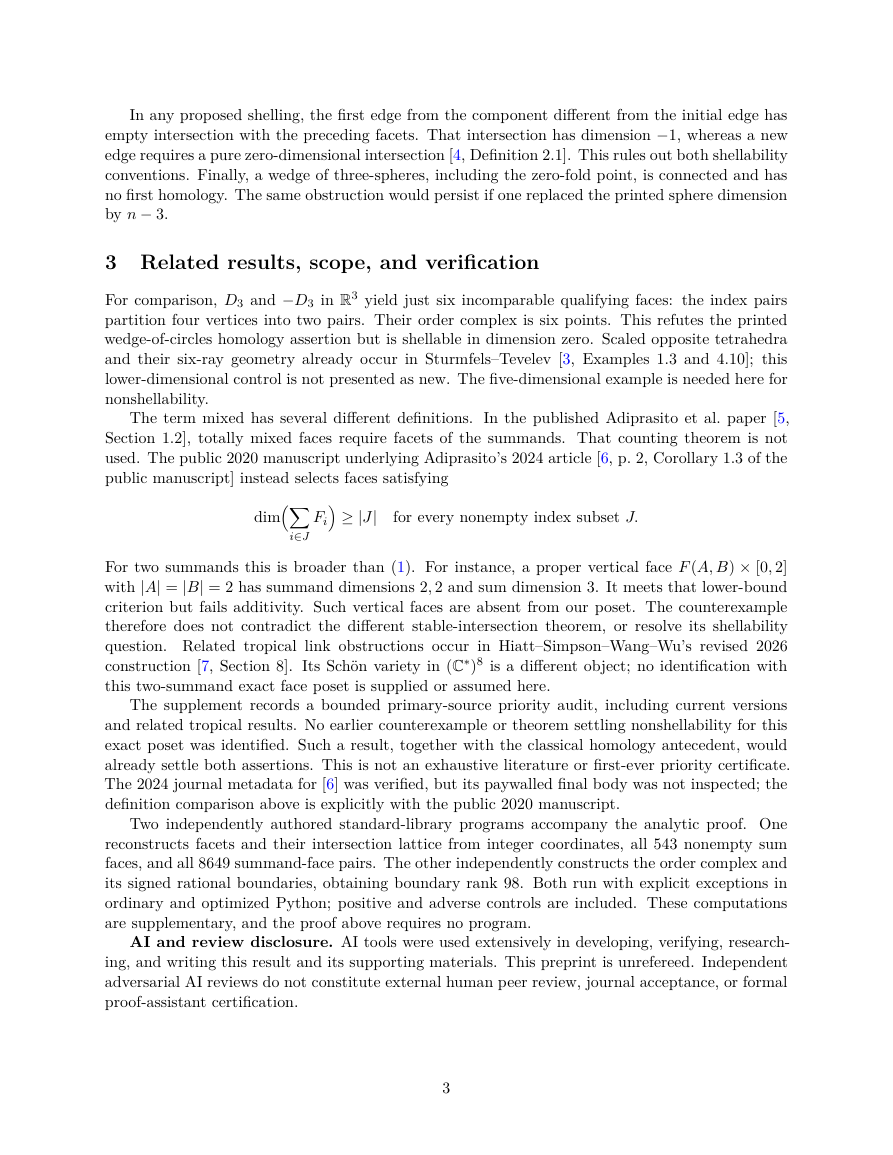 In any proposed shelling, the first edge from the component different from the initial edge has
empty intersection with the preceding facets. That intersection has dimension −1, whereas a new
edge requires a pure zero-dimensional intersection [4, Definition 2.1]. This rules out both shellability
conventions. Finally, a wedge of three-spheres, including the zero-fold point, is connected and has
no first homology. The same obstruction would persist if one replaced the printed sphere dimension
by n − 3.
3 Related results, scope, and verification
For comparison, D₃ and −D₃ in ℝ³ yield just six incomparable qualifying faces: the index pairs
partition four vertices into two pairs. Their order complex is six points. This refutes the printed
wedge-of-circles homology assertion but is shellable in dimension zero. Scaled opposite tetrahedra
and their six-ray geometry already occur in Sturmfels–Tevelev [3, Examples 1.3 and 4.10]; this
lower-dimensional control is not presented as new. The five-dimensional example is needed here for
nonshellability.
The term mixed has several different definitions. In the published Adiprasito et al. paper [5,
Section 1.2], totally mixed faces require facets of the summands. That counting theorem is not
used. The public 2020 manuscript underlying Adiprasito's 2024 article [6, p. 2, Corollary 1.3 of the
public manuscript] instead selects faces satisfying
dim(∑_{i∈J} F_i) ≥ |J| for every nonempty index subset J.
For two summands this is broader than (1). For instance, a proper vertical face F(A, B) × [0, 2]
with |A| = |B| = 2 has summand dimensions 2, 2 and sum dimension 3. It meets that lower-bound
criterion but fails additivity. Such vertical faces are absent from our poset. The counterexample
therefore does not contradict the different stable-intersection theorem, or resolve its shellability
question. Related tropical link obstructions occur in Hiatt–Simpson–Wang–Wu's revised 2026
construction [7, Section 8]. Its Schön variety in (ℂ*)⁸ is a different object; no identification with
this two-summand exact face poset is supplied or assumed here.
The supplement records a bounded primary-source priority audit, including current versions
and related tropical results. No earlier counterexample or theorem settling nonshellability for this
exact poset was identified. Such a result, together with the classical homology antecedent, would
already settle both assertions. This is not an exhaustive literature or first-ever priority certificate.
The 2024 journal metadata for [6] was verified, but its paywalled final body was not inspected; the
definition comparison above is explicitly with the public 2020 manuscript.
Two independently authored standard-library programs accompany the analytic proof. One
reconstructs facets and their intersection lattice from integer coordinates, all 543 nonempty sum
faces, and all 8649 summand-face pairs. The other independently constructs the order complex and
its signed rational boundaries, obtaining boundary rank 98. Both run with explicit exceptions in
ordinary and optimized Python; positive and adverse controls are included. These computations
are supplementary, and the proof above requires no program.
AI and review disclosure. AI tools were used extensively in developing, verifying, research-
ing, and writing this result and its supporting materials. This preprint is unrefereed. Independent
adversarial AI reviews do not constitute external human peer review, journal acceptance, or formal
proof-assistant certification.
3